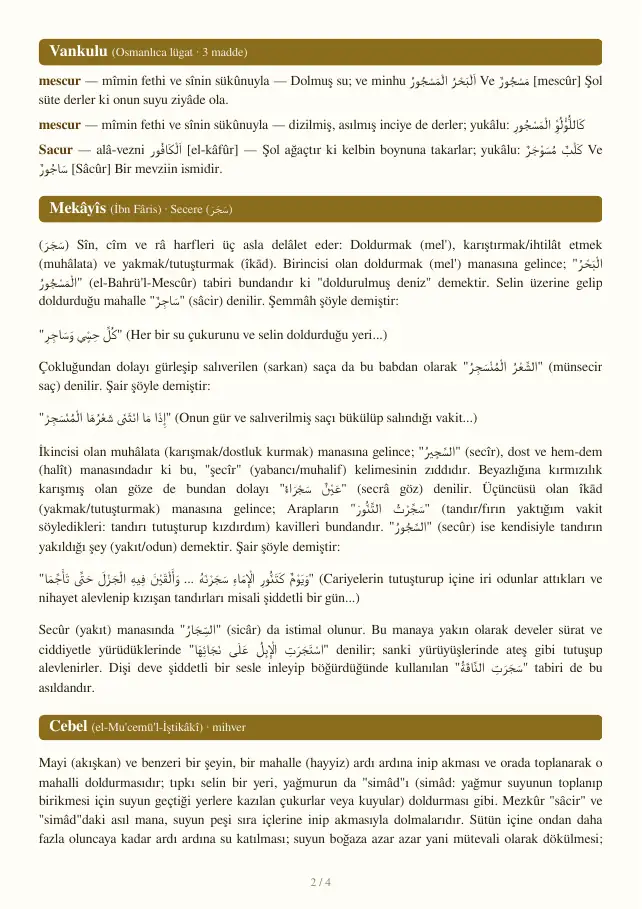 Vankulu (Osmanlıca lügat · 3 madde)
mescur — mîmin fethi ve sînin sükûnuyla — Dolmuş su; ve minhu اَلْبَحْرُ الْمَسْجُورُ Ve مَسْجُورٌ [mescûr] Şol
süte derler ki onun suyu ziyâde ola.
mescur — mîmin fethi ve sînin sükûnuyla — dizilmiş, asılmış inciye de derler; yukâlu: كَاللُّؤْلُؤِ الْمَسْجُورِ
Sacur — alâ-vezni اَلْكَافُور [el-kâfûr] — Şol ağaçtır ki kelbin boynuna takarlar; yukâlu: كَلْبٌ مُسَوْجَرٌ Ve
سَاجُورٌ [Sâcûr] Bir mevziin ismidir.
Mekâyîs (İbn Fâris) · Secere (سَجَرَ)
(سَجَرَ) Sîn, cîm ve râ harfleri üç asla delâlet eder: Doldurmak (mel'), karıştırmak/ihtilât etmek
(muhâlata) ve yakmak/tutuşturmak (îkâd). Birincisi olan doldurmak (mel') manasına gelince; "الْبَحْرُ
الْمَسْجُورُ" (el-Bahrü'l-Mescûr) tabiri bundandır ki "doldurulmuş deniz" demektir. Selin üzerine gelip
doldurduğu mahalle "سَاجِرٌ" (sâcir) denilir. Şemmâh şöyle demiştir:
"كُلِّ حِسْيٍ وَسَاجِرِ" (Her bir su çukurunu ve selin doldurduğu yeri...)
Çokluğundan dolayı gürleşip salıverilen (sarkan) saça da bu babdan olarak "الشَّعْرُ الْمُنْسَجِرُ" (münsecir
saç) denilir. Şair şöyle demiştir:
"إِذَا مَا انْثَنَى شَعْرُهَا الْمُنْسَجِرْ" (Onun gür ve salıverilmiş saçı bükülüp salındığı vakit...)
İkincisi olan muhâlata (karışmak/dostluk kurmak) manasına gelince; "السَّجِيرُ" (secîr), dost ve hem-dem
(halît) manasındadır ki bu, "şecîr" (yabancı/muhalif) kelimesinin zıddıdır. Beyazlığına kırmızılık
karışmış olan göze de bundan dolayı "عَيْنٌ سَجْرَاءُ" (secrâ göz) denilir. Üçüncüsü olan îkâd
(yakmak/tutuşturmak) manasına gelince; Arapların "سَجَرْتُ التَّنُّورَ" (tandır/fırın yaktığım vakit
söyledikleri: tandırı tutuşturup kızdırdım) kavilleri bundandır. "السَّجُورُ" (secûr) ise kendisiyle tandırın
yakıldığı şey (yakıt/odun) demektir. Şair şöyle demiştir:
"وَيَوْمٍ كَتَنُّورِ الْإِمَاءِ سَجَرْنَهُ ... وَأَلْقَيْنَ فِيهِ الْجَزْلَ حَتَّى تَأَجَّمَا" (Cariyelerin tutuşturup içine iri odunlar attıkları ve
nihayet alevlenip kızışan tandırları misali şiddetli bir gün...)
Secûr (yakıt) manasında "السِّجَارُ" (sicâr) da istimal olunur. Bu manaya yakın olarak develer sürat ve
ciddiyetle yürüdüklerinde "اسْتَجَرَتِ الْإِبِلُ عَلَى نَجَائِهَا" denilir; sanki yürüyüşlerinde ateş gibi tutuşup
alevlenirler. Dişi deve şiddetli bir sesle inleyip böğürdüğünde kullanılan "سَجَرَتِ النَّاقَةُ" tabiri de bu
asıldandır.
Cebel (el-Mu'cemü'l-İştikâkî) · mihver
Mayi (akışkan) ve benzeri bir şeyin, bir mahalle (hayyiz) ardı ardına inip akması ve orada toplanarak o
mahalli doldurmasıdır; tıpkı selin bir yeri, yağmurun da "simâd"ı (simâd: yağmur suyunun toplanıp
birikmesi için suyun geçtiği yerlere kazılan çukurlar veya kuyular) doldurması gibi. Mezkûr "sâcir" ve
"simâd"daki asıl mana, suyun peşi sıra içlerine inip akmasıyla dolmalarıdır. Sütün içine ondan daha
fazla oluncaya kadar ardı ardına su katılması; suyun boğaza azar azar yani mütevali olarak dökülmesi;
2 / 4